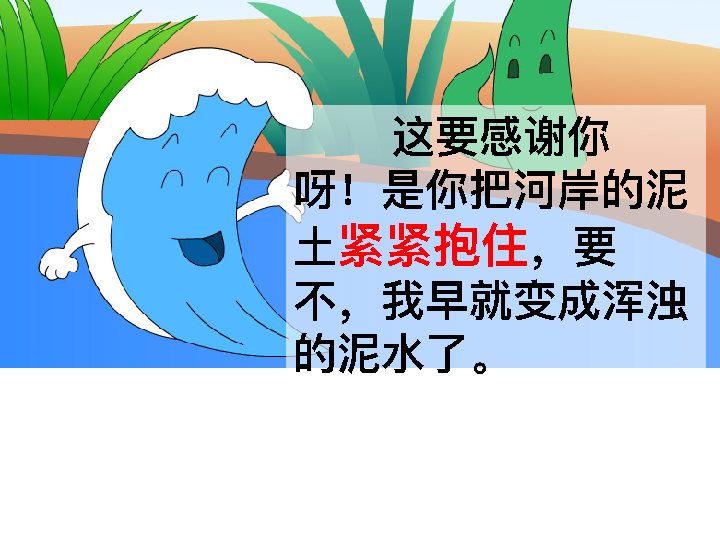 这要感谢你
呀！是你把河岸的泥
土紧紧抱住，要
不，我早就变成浑浊
的泥水了。